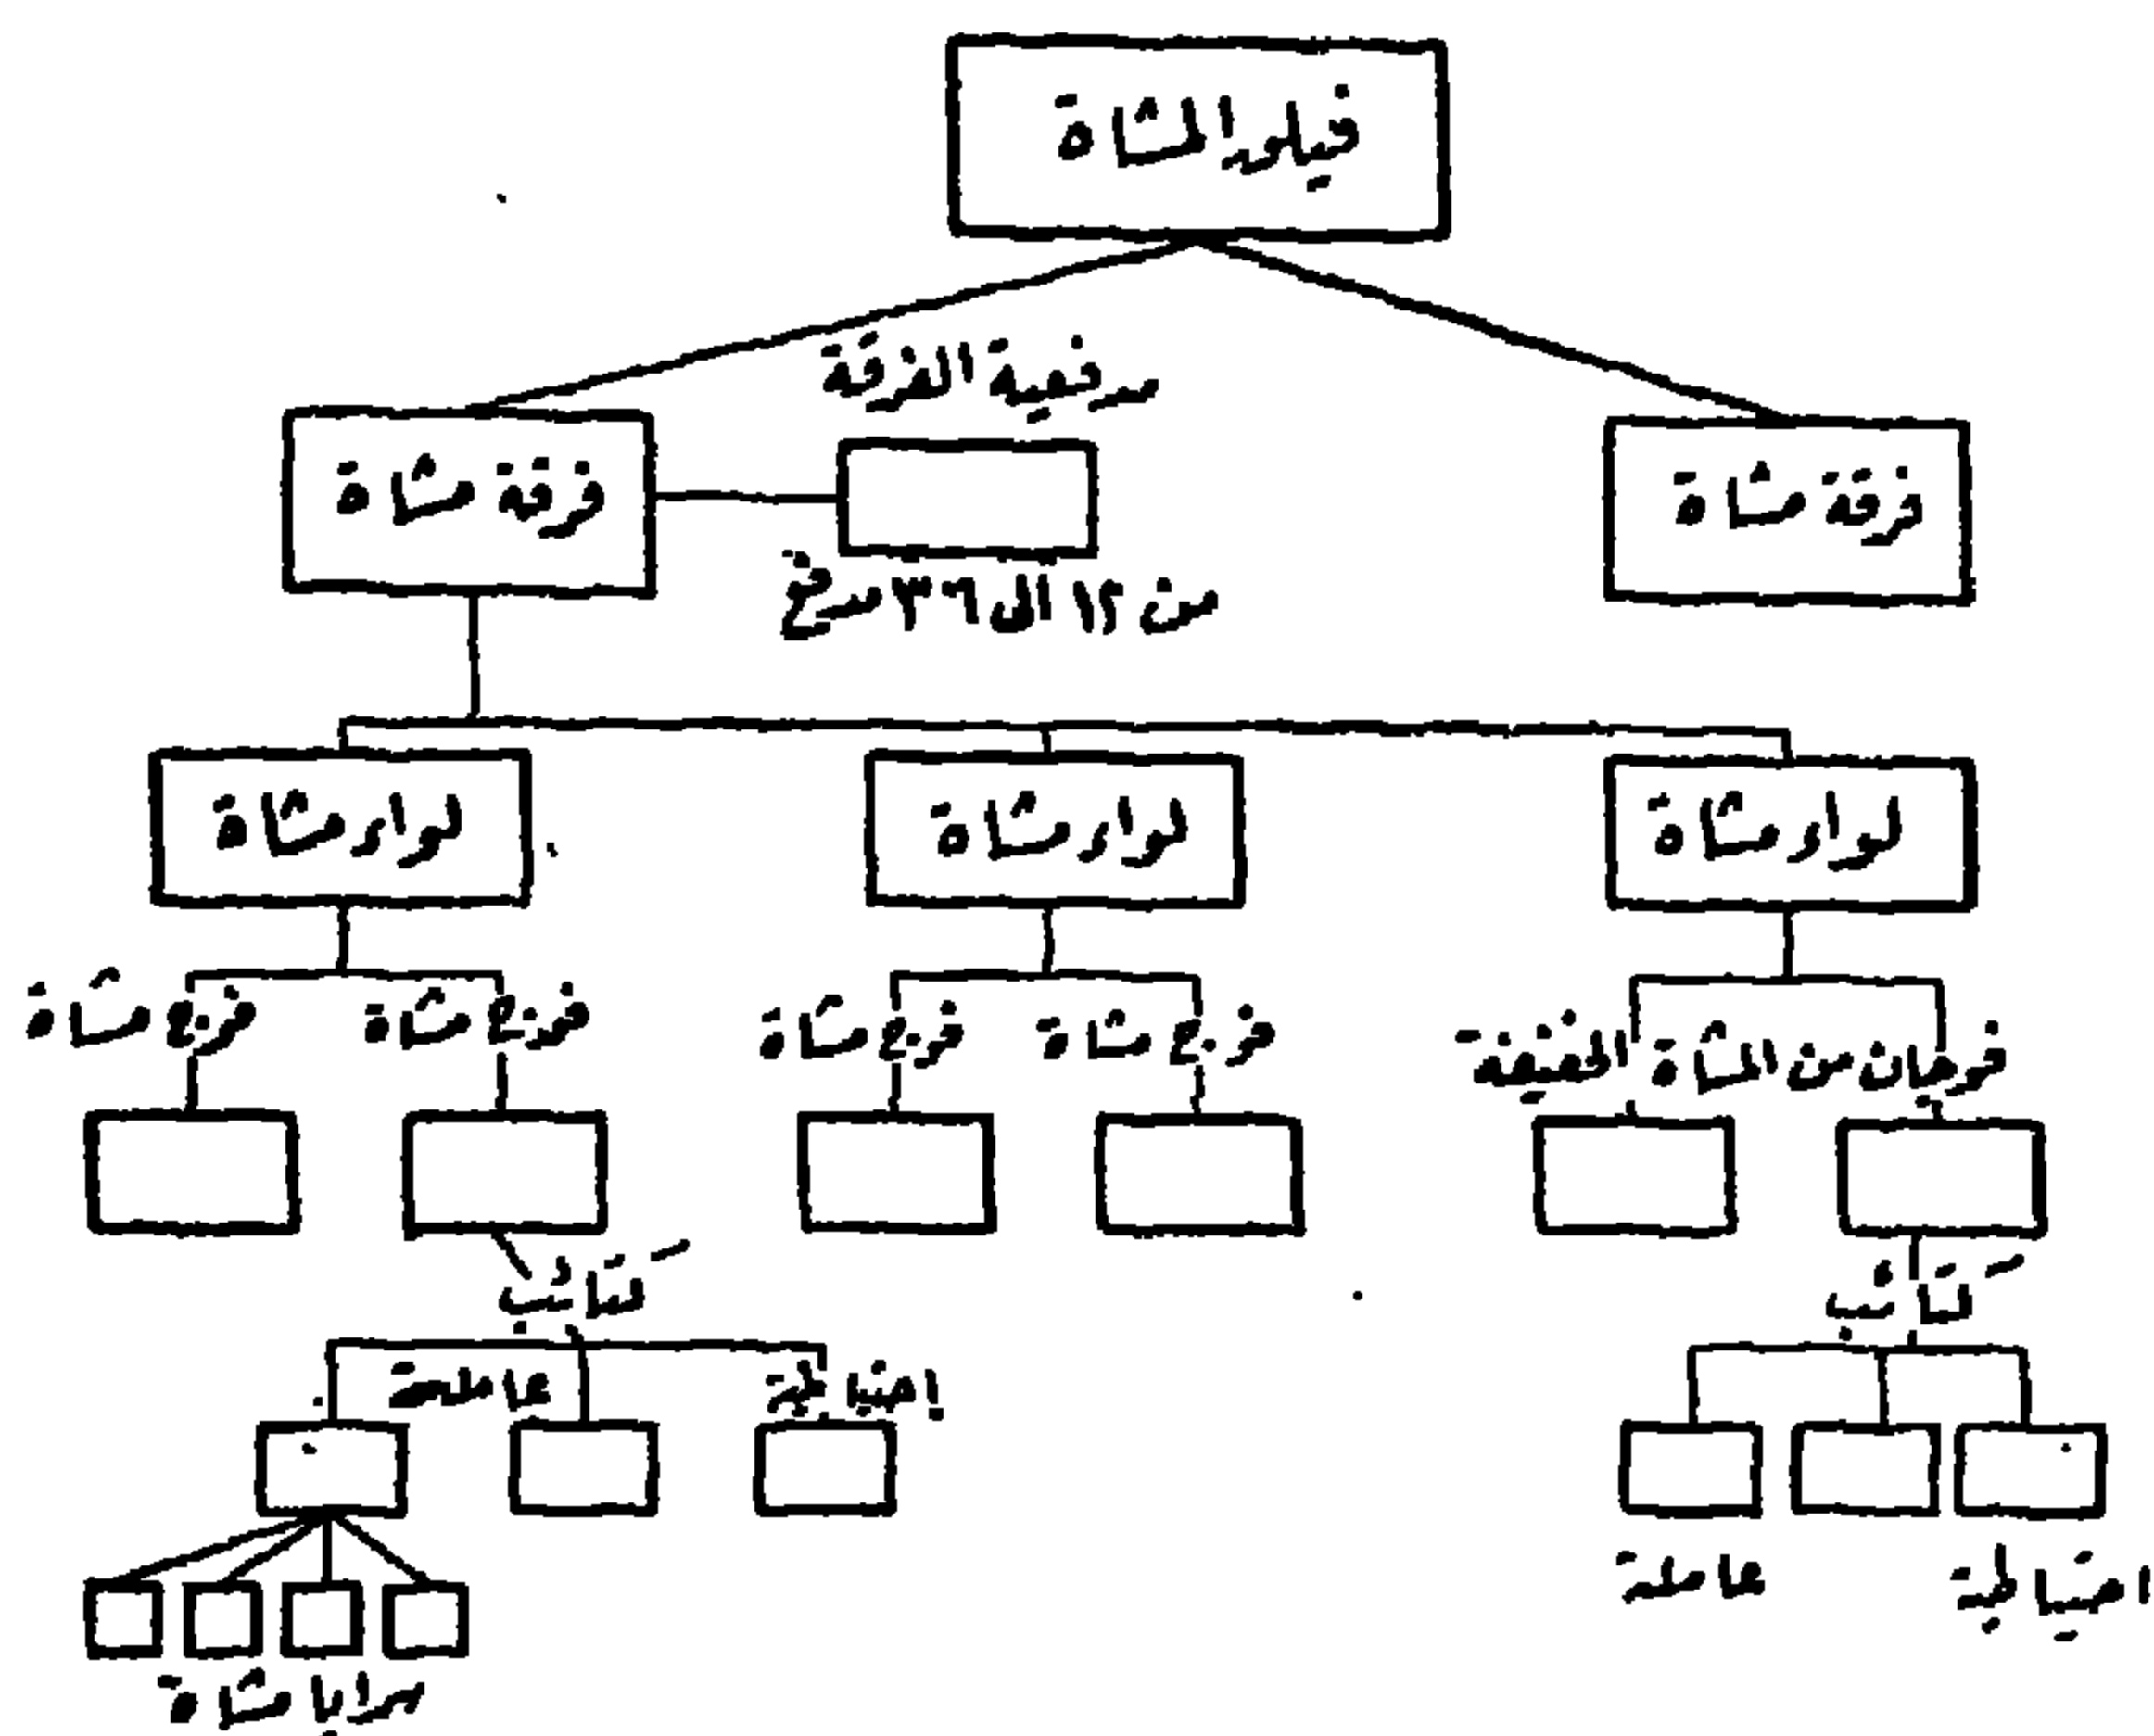 فيلق المشاة
مدفعية الفرقة
فرقة مشاة
فرقة مشاة
من ١٢ الى ٣٦ مدفع
لواء مشاة
لواء مشاة
لواء مشاة
فوج مشاة
فوج مشاة
فوج مشاة
فوج مشاة
فوجان من المشاة الخفيفة
كتائب
كتائب
احتياطية
عاملة
احتياطية
عاملة
سرايا مشاة